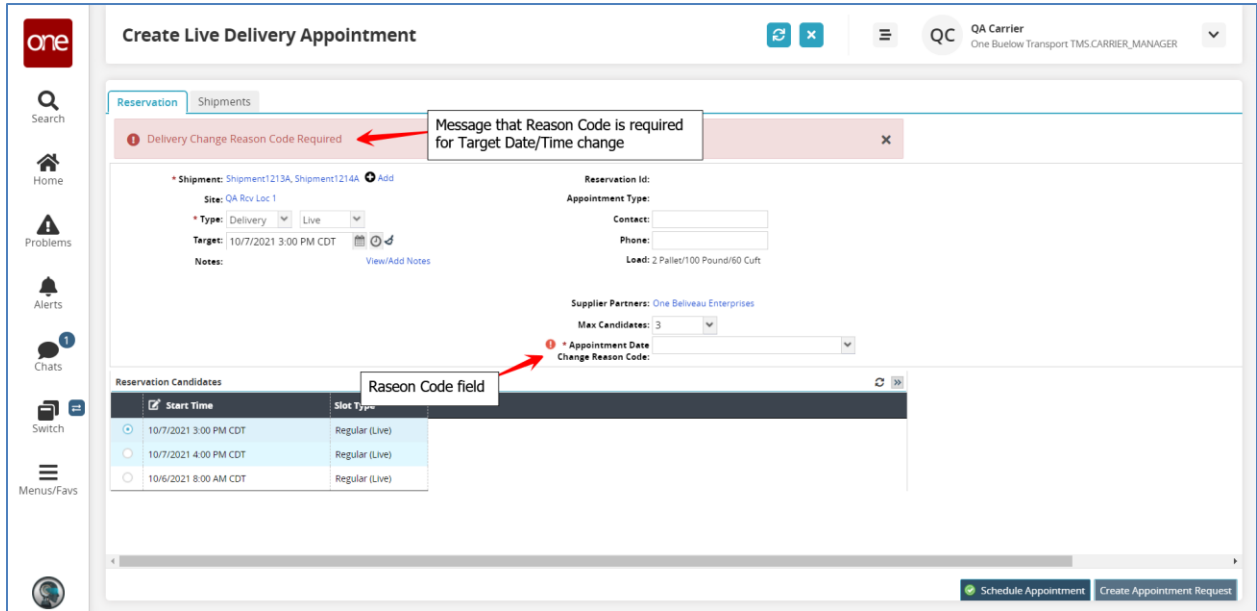 one
Create Live Delivery Appointment
QC
QA Carrier
One Buelow Transport TMS.CARRIER_MANAGER
Search
Home
Problems
Alerts
1
Chats
Switch
Menus/Favs
Reservation
Shipments
Delivery Change Reason Code Required
Message that Reason Code is required
for Target Date/Time change
* Shipment: Shipment1213A, Shipment1214A Add
Site: QA Rcv Loc 1
* Type: Delivery Live
Target: 10/7/2021 3:00 PM CDT
Notes: View/Add Notes
Reservation Id:
Appointment Type:
Contact:
Phone:
Load: 2 Pallet/100 Pound/60 Cuft
Supplier Partners: One Beliveau Enterprises
Max Candidates: 3
* Appointment Date
Change Reason Code:
Raseon Code field
Reservation Candidates
Start Time Slot Type
10/7/2021 3:00 PM CDT Regular (Live)
10/7/2021 4:00 PM CDT Regular (Live)
10/6/2021 8:00 AM CDT Regular (Live)
Schedule Appointment
Create Appointment Request